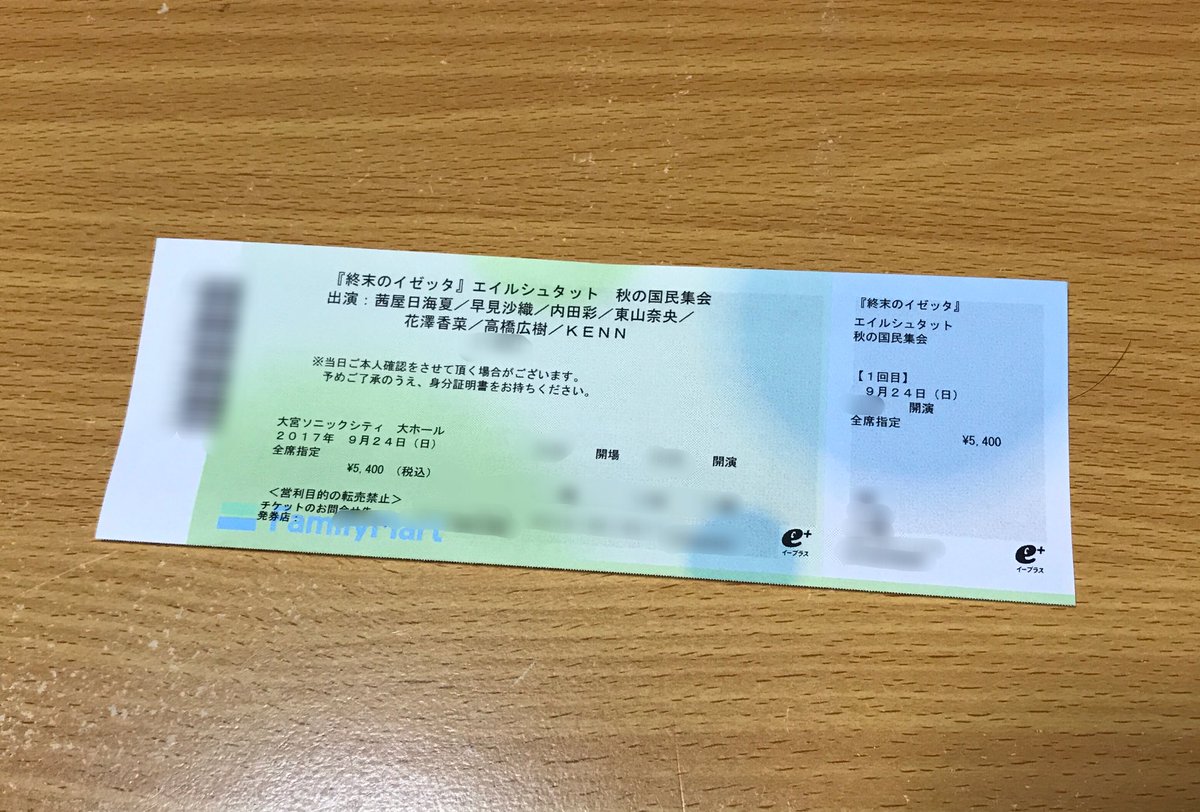 『終末のイゼッタ』エイルシュタット　秋の国民集会
出演：茜屋日海夏／早見沙織／内田彩／東山奈央／
花澤香菜／高橋広樹／ＫＥＮＮ
※当日ご本人確認をさせて頂く場合がございます。
予めご了承のうえ、身分証明書をお持ちください。
大宮ソニックシティ　大ホール
２０１７年　９月２４日（日）
全席指定
開場　開演
¥5,400　（税込）
＜営利目的の転売禁止＞
チケットのお問合せ先
発券店：
FamilyMart
e+
イープラス
『終末のイゼッタ』
エイルシュタット
秋の国民集会
【１回目】
９月２４日（日）
開演
全席指定
¥5,400
e+
イープラス